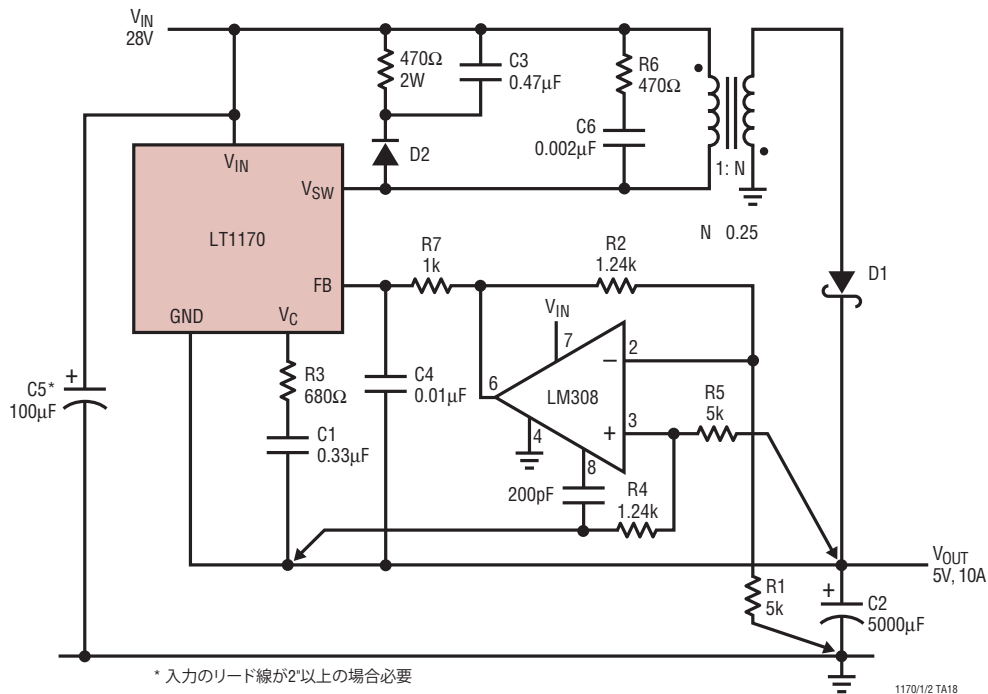 VIN
28V
470Ω
2W
C3
0.47μF
R6
470Ω
C6
0.002μF
D2
1: N
N 0.25
VIN
VSW
LT1170
FB
GND
VC
R7
1k
R2
1.24k
D1
VIN
7
2
–
6
LM308
3
+
4
8
R5
5k
C5*
+
100μF
R3
680Ω
C4
0.01μF
C1
0.33μF
200pF
R4
1.24k
VOUT
5V, 10A
R1
5k
+
C2
5000μF
* 入力のリード線が2"以上の場合必要
1170/1/2 TA18